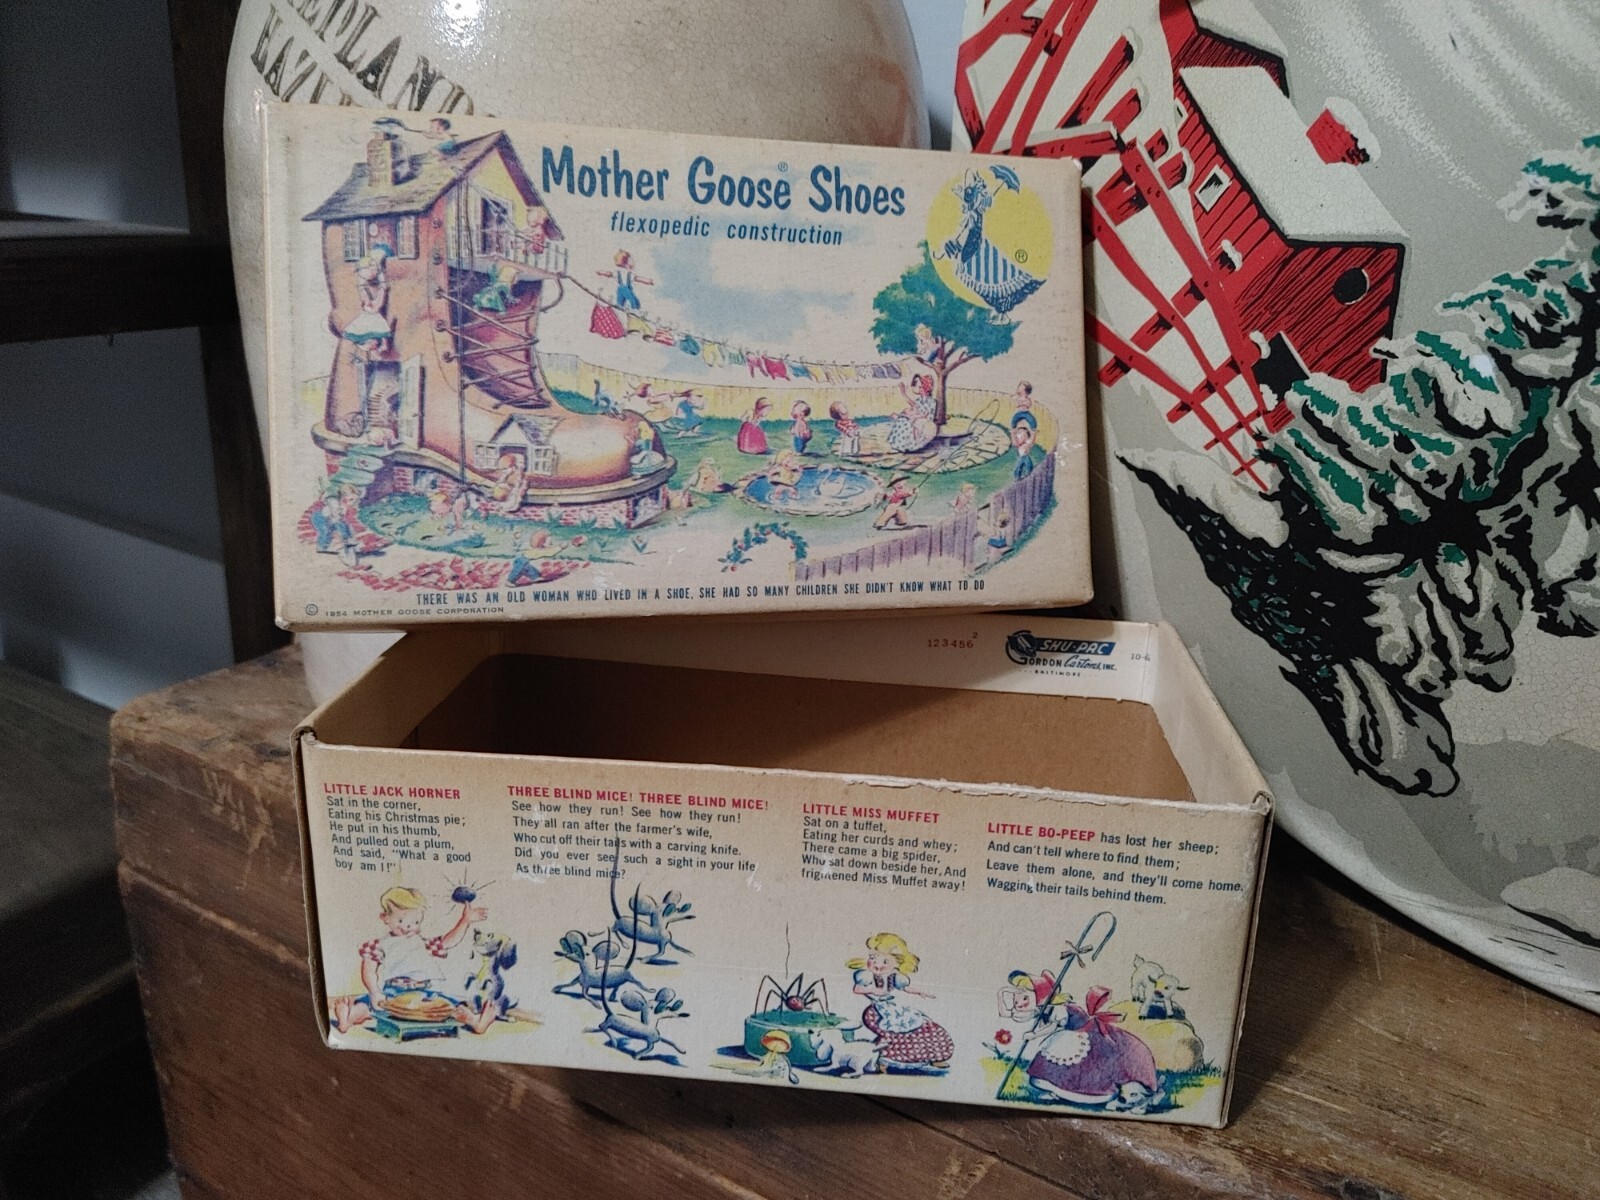 Mother Goose® Shoes
flexopedic construction
®
THERE WAS AN OLD WOMAN WHO LIVED IN A SHOE, SHE HAD SO MANY CHILDREN SHE DIDN'T KNOW WHAT TO DO
© 1954 MOTHER GOOSE CORPORATION
123456²
SHU-PAC
GORDON Cartons, INC.
BALTIMORE
10-6
LITTLE JACK HORNER
Sat in the corner,
Eating his Christmas pie;
He put in his thumb,
And pulled out a plum,
And said, "What a good
boy am I!"
THREE BLIND MICE! THREE BLIND MICE!
See how they run! See how they run!
They all ran after the farmer's wife,
Who cut off their tails with a carving knife.
Did you ever see such a sight in your life
As three blind mice?
LITTLE MISS MUFFET
Sat on a tuffet,
Eating her curds and whey;
There came a big spider,
Who sat down beside her, And
frightened Miss Muffet away!
LITTLE BO-PEEP has lost her sheep;
And can't tell where to find them;
Leave them alone, and they'll come home,
Wagging their tails behind them.